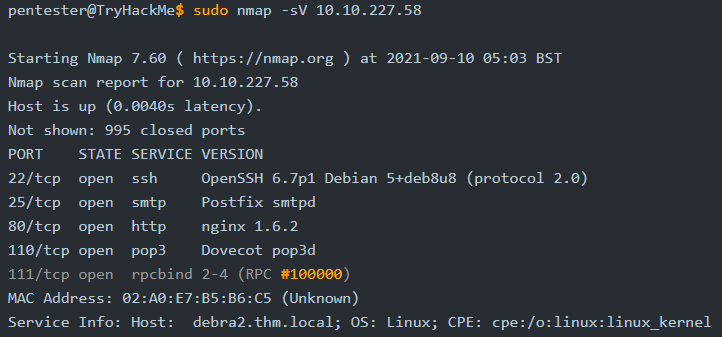 pentester@TryHackMe$ sudo nmap -sV 10.10.227.58
Starting Nmap 7.60 ( https://nmap.org ) at 2021-09-10 05:03 BST
Nmap scan report for 10.10.227.58
Host is up (0.0040s latency).
Not shown: 995 closed ports
PORT    STATE SERVICE VERSION
22/tcp  open  ssh     OpenSSH 6.7p1 Debian 5+deb8u8 (protocol 2.0)
25/tcp  open  smtp    Postfix smtpd
80/tcp  open  http    nginx 1.6.2
110/tcp open  pop3    Dovecot pop3d
111/tcp open  rpcbind 2-4 (RPC #100000)
MAC Address: 02:A0:E7:B5:B6:C5 (Unknown)
Service Info: Host:  debra2.thm.local; OS: Linux; CPE: cpe:/o:linux:linux_kernel